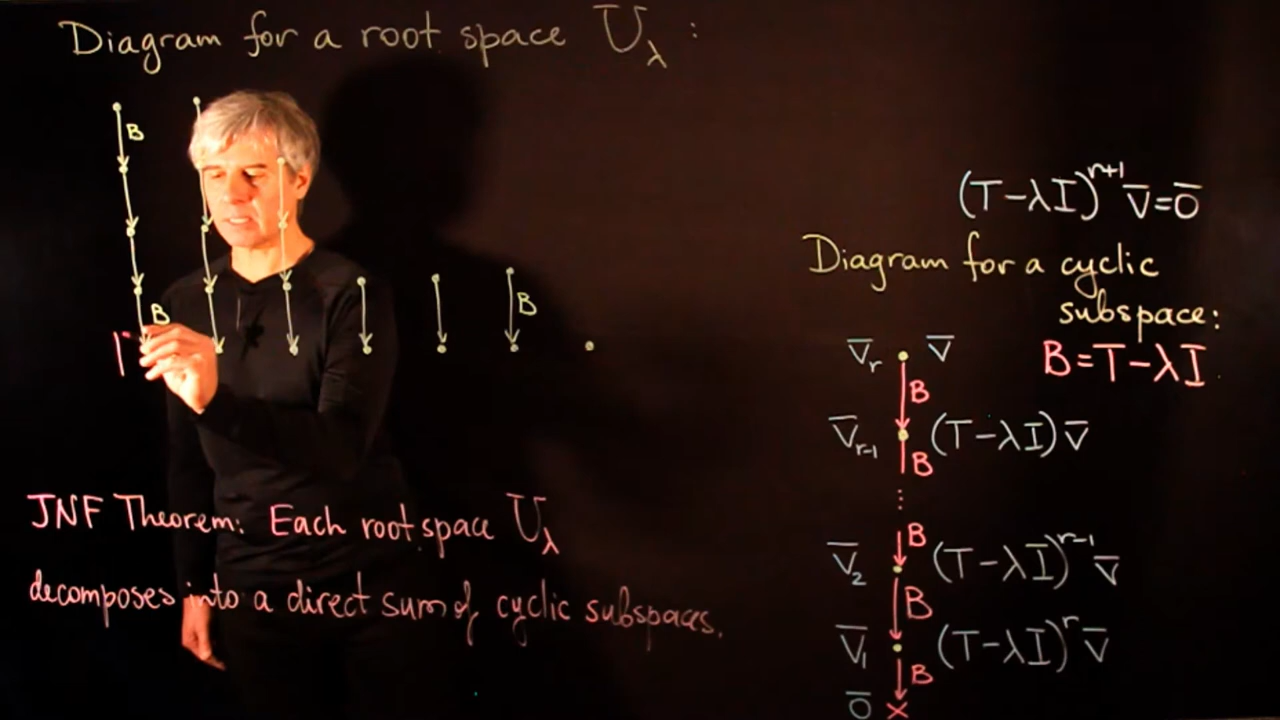 Diagram for a root space U_λ :
B
B
B
(T-λI)^{r+1} v̅=0̅
Diagram for a cyclic
subspace:
B=T-λI
v̅_r v̅
B
v̅_{r-1} (T-λI)v̅
B
⋮
B
v̅_2 (T-λI)^{r-1} v̅
B
v̅_1 (T-λI)^r v̅
B
0̅ ×
JNF Theorem: Each root space U_λ
decomposes into a direct sum of cyclic subspaces.